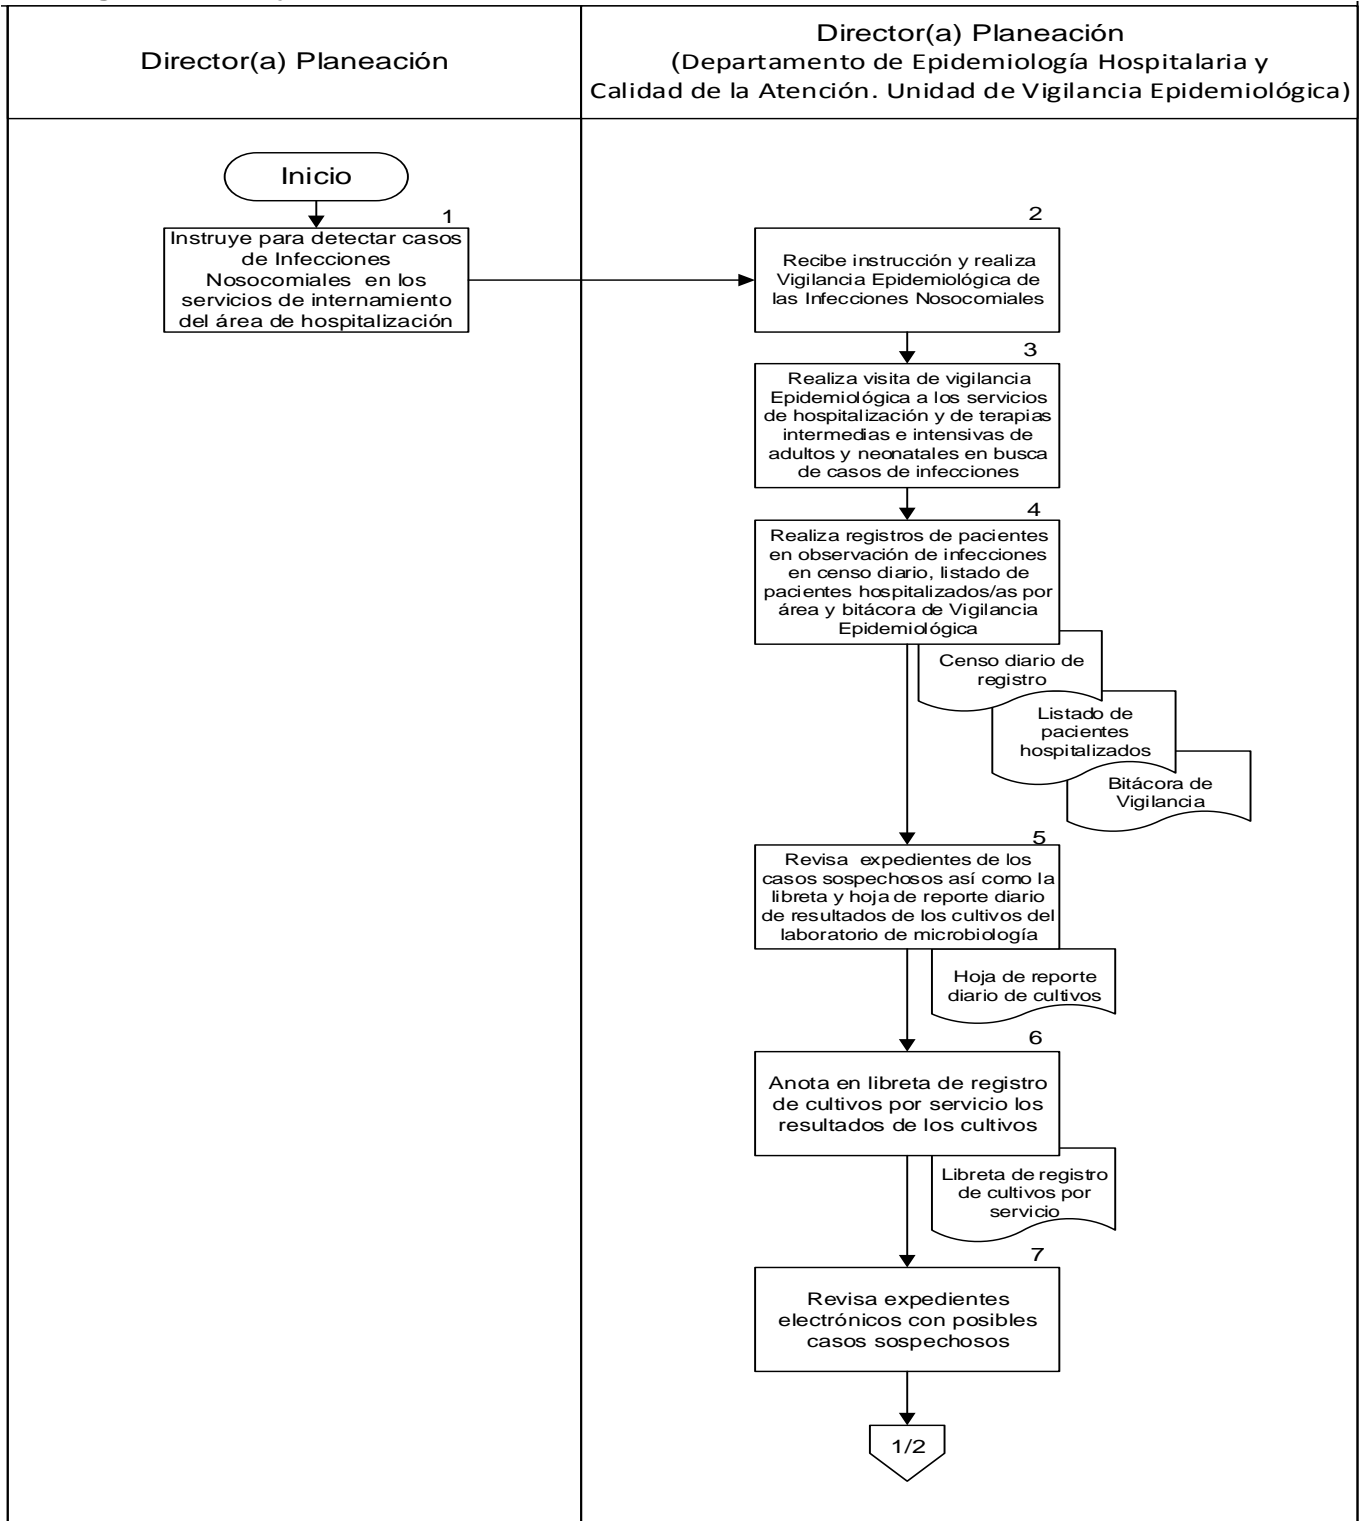 Director(a) Planeación
Director(a) Planeación
(Departamento de Epidemiología Hospitalaria y
Calidad de la Atención. Unidad de Vigilancia Epidemiológica)
Inicio
1
Instruye para detectar casos
de Infecciones
Nosocomiales en los
servicios de internamiento
del área de hospitalización
2
Recibe instrucción y realiza
Vigilancia Epidemiológica de
las Infecciones Nosocomiales
3
Realiza visita de vigilancia
Epidemiológica a los servicios
de hospitalización y de terapias
intermedias e intensivas de
adultos y neonatales en busca
de casos de infecciones
4
Realiza registros de pacientes
en observación de infecciones
en censo diario, listado de
pacientes hospitalizados/as por
área y bitácora de Vigilancia
Epidemiológica
Censo diario de
registro
Listado de
pacientes
hospitalizados
Bitácora de
Vigilancia
5
Revisa expedientes de los
casos sospechosos así como la
libreta y hoja de reporte diario
de resultados de los cultivos del
laboratorio de microbiología
Hoja de reporte
diario de cultivos
6
Anota en libreta de registro
de cultivos por servicio los
resultados de los cultivos
Libreta de registro
de cultivos por
servicio
7
Revisa expedientes
electrónicos con posibles
casos sospechosos
1/2